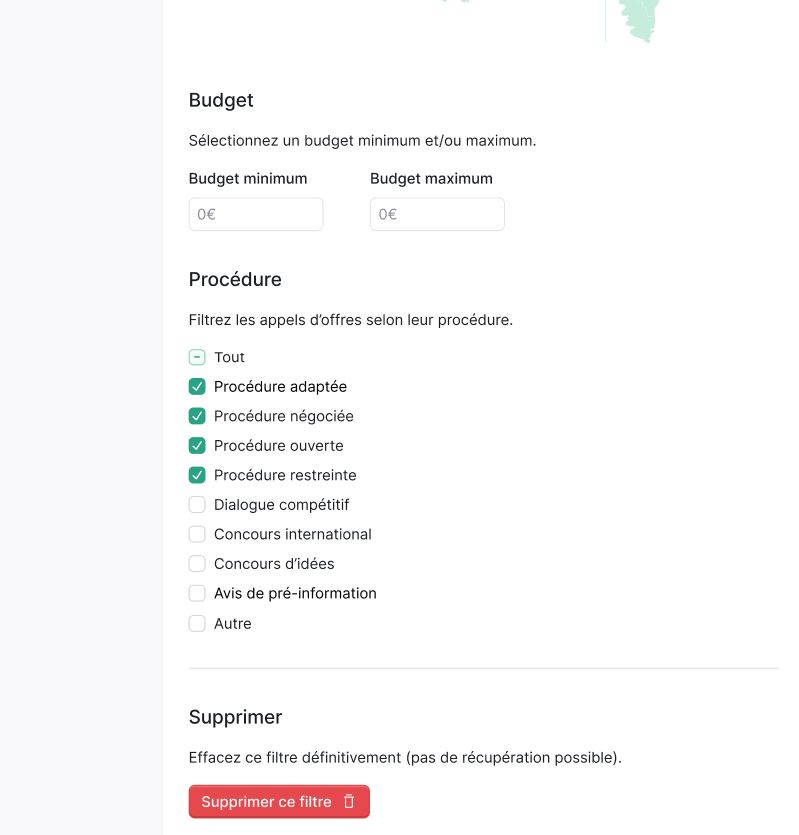 Budget
Sélectionnez un budget minimum et/ou maximum.
Budget minimum
Budget maximum
0€
0€
Procédure
Filtrez les appels d’offres selon leur procédure.
Tout
Procédure adaptée
Procédure négociée
Procédure ouverte
Procédure restreinte
Dialogue compétitif
Concours international
Concours d’idées
Avis de pré-information
Autre
Supprimer
Effacez ce filtre définitivement (pas de récupération possible).
Supprimer ce filtre